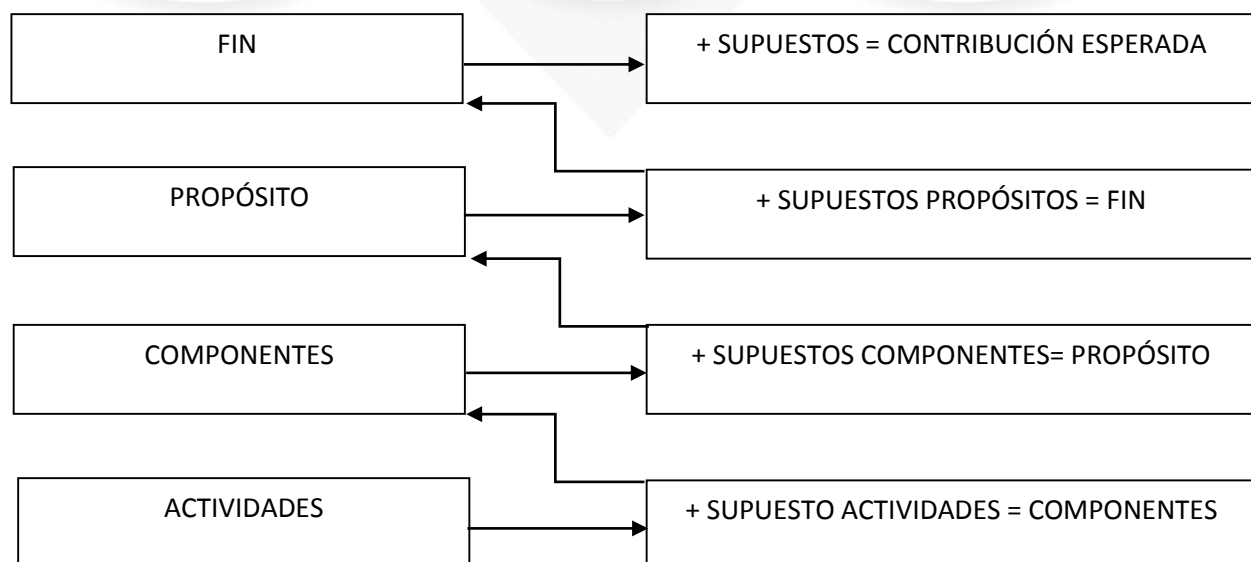 FIN
+ SUPUESTOS = CONTRIBUCIÓN ESPERADA
PROPÓSITO
+ SUPUESTOS PROPÓSITOS = FIN
COMPONENTES
+ SUPUESTOS COMPONENTES= PROPÓSITO
ACTIVIDADES
+ SUPUESTO ACTIVIDADES = COMPONENTES